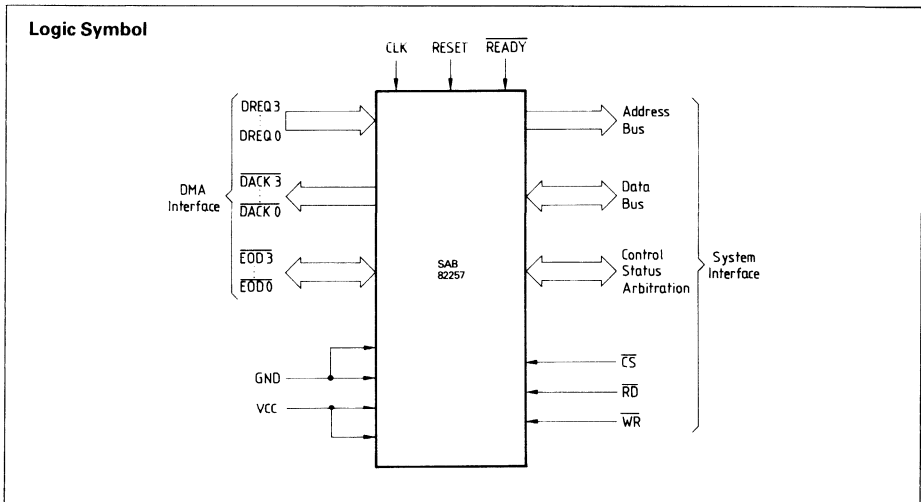 Logic Symbol
CLK RESET READY
DREQ 3
DREQ 0
DACK 3
DACK 0
EOD 3
EOD 0
DMA
Interface
GND
VCC
SAB
82257
Address
Bus
Data
Bus
Control
Status
Arbitration
CS
RD
WR
System
Interface